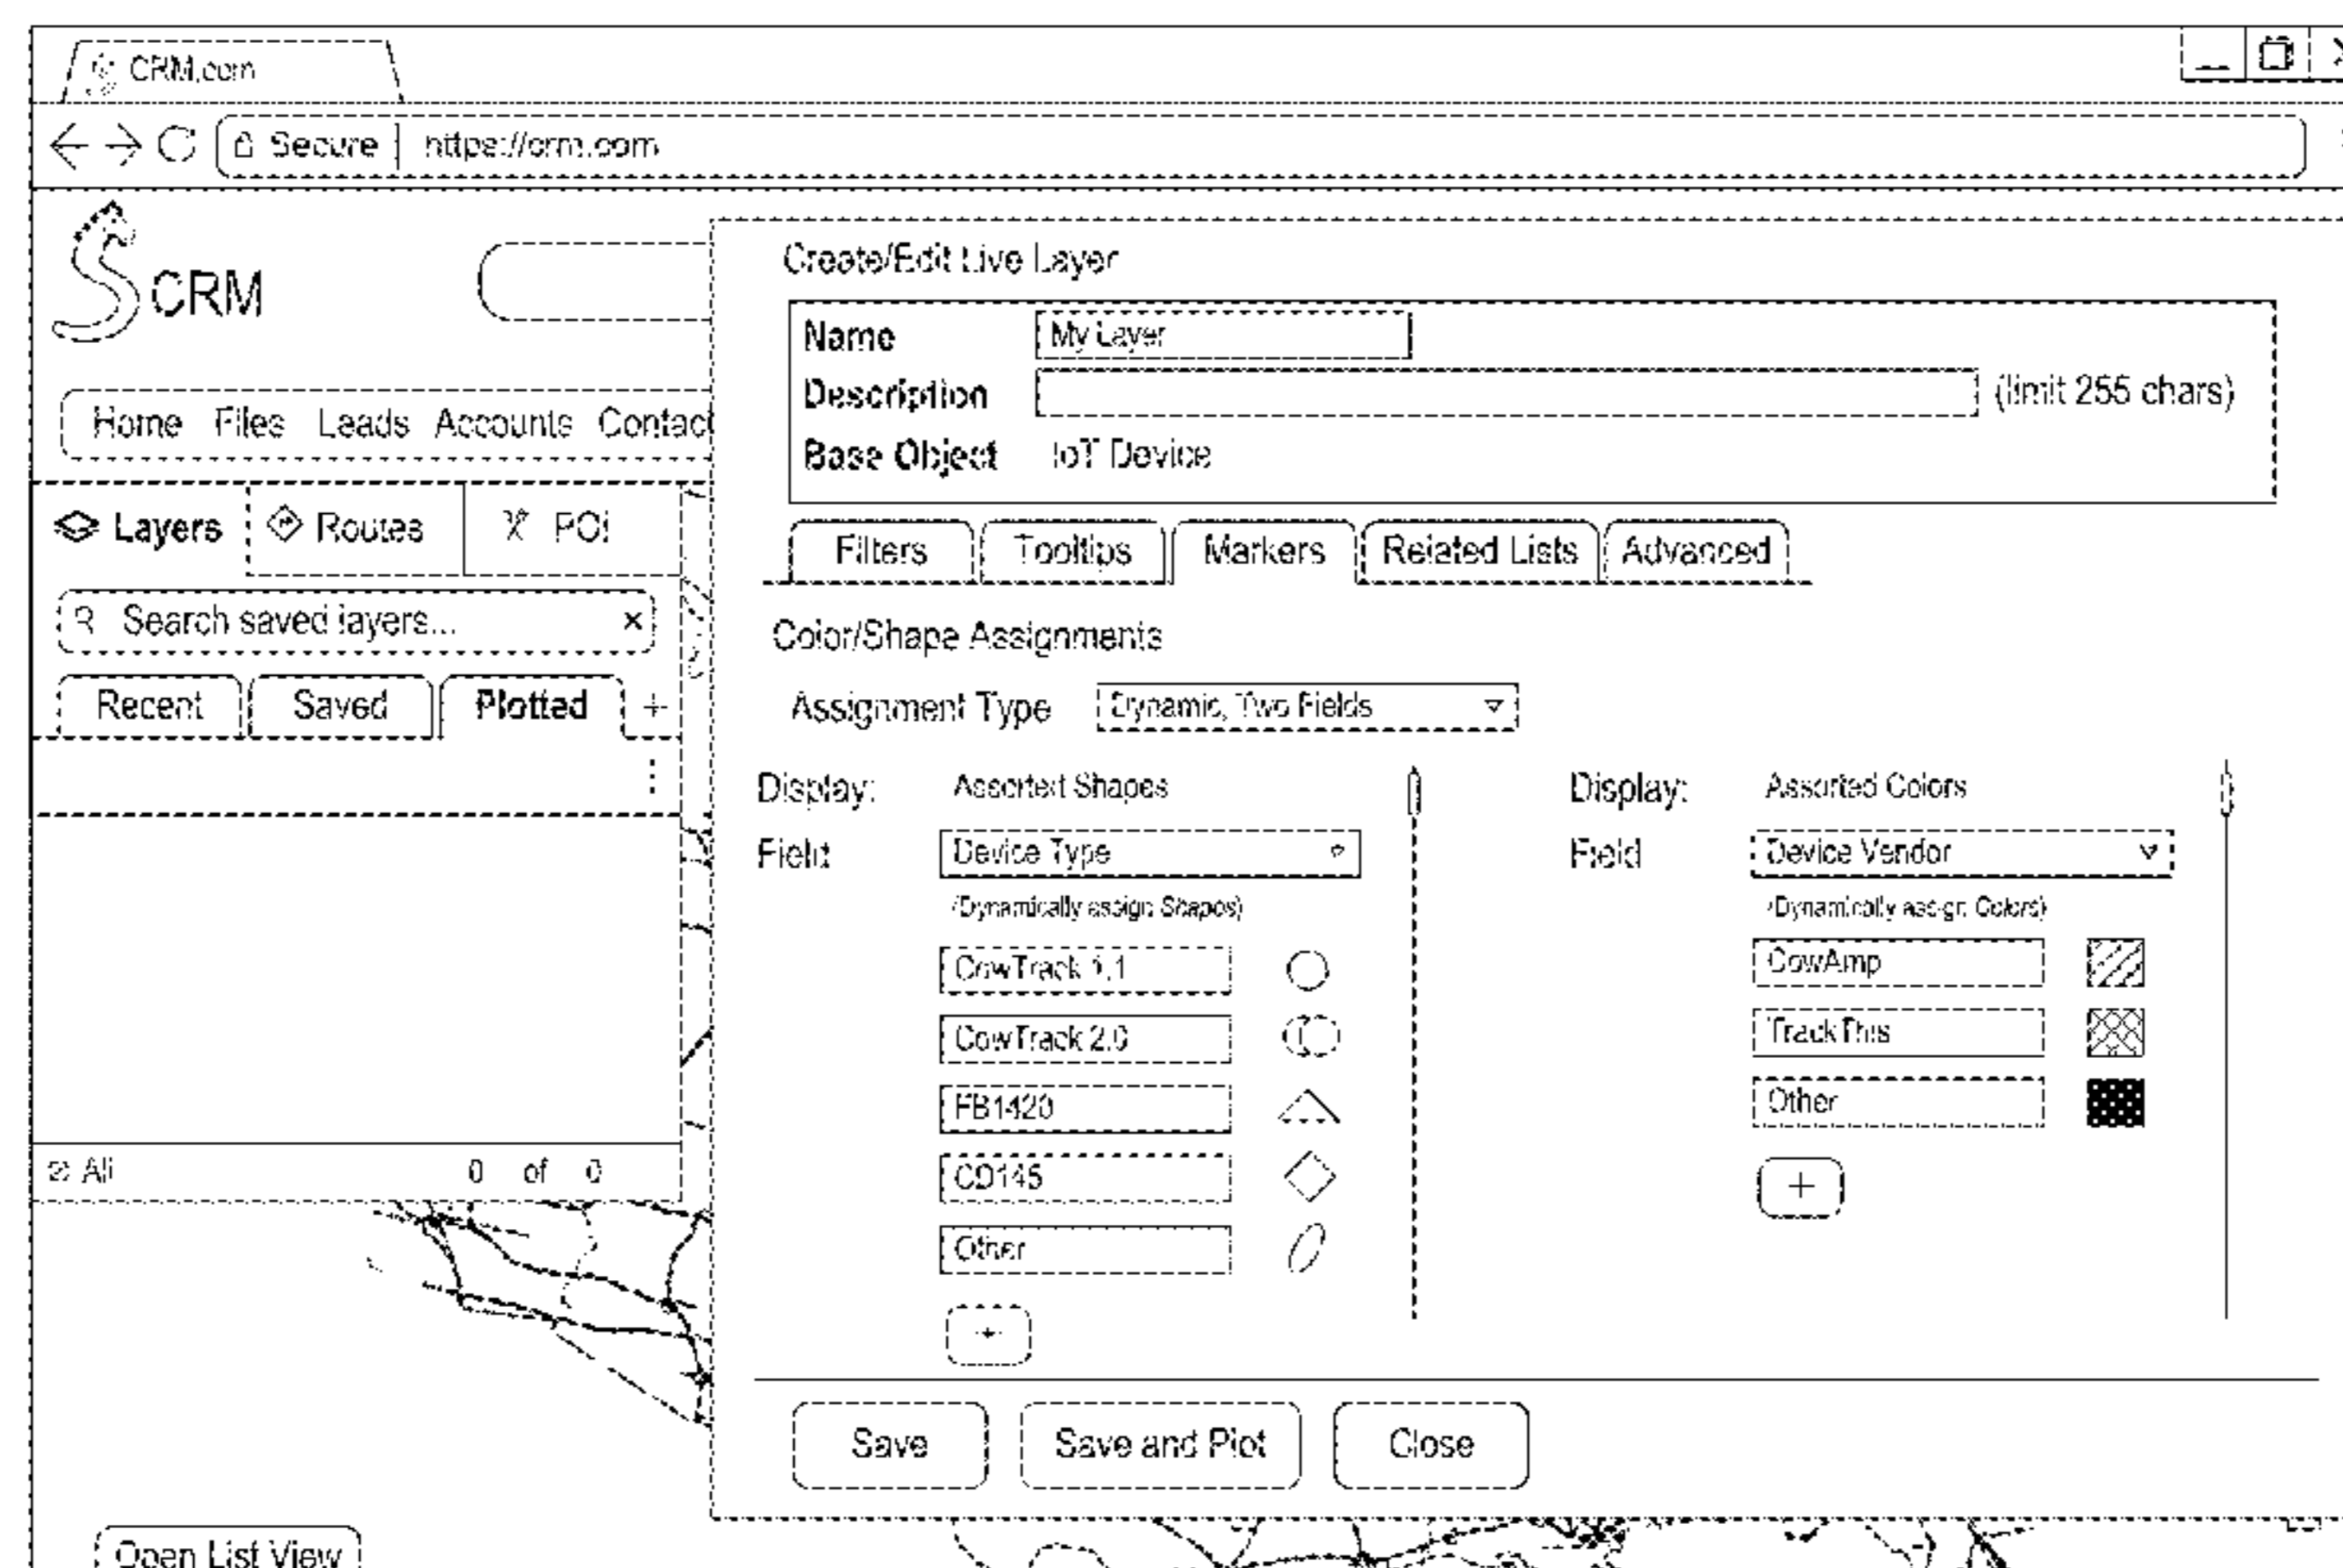 CRM.com
Secure https://crm.com
CRM
Home Files Leads Accounts Contact
Layers Routes POI
Search saved layers... ×
Recent Saved Plotted +
All 0 of 0
Open List View
Create/Edit Live Layer
Name My Layer
Description (limit 255 chars)
Base Object IoT Device
Filters Tooltips Markers Related Lists Advanced
Color/Shape Assignments
Assignment Type Dynamic, Two Fields
Display: Assorted Shapes
Field Device Type
(Dynamically assign Shapes)
CowTrack 1.1
CowTrack 2.0
FB1420
CD145
Other
+
Display: Assorted Colors
Field Device Vendor
(Dynamically assign Colors)
CowAmp
TrackThis
Other
+
Save Save and Plot Close